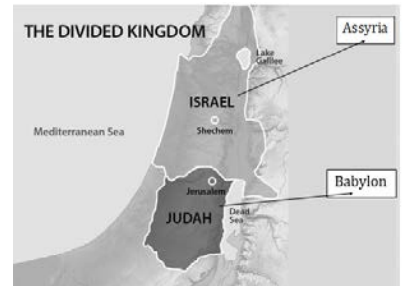 THE DIVIDED KINGDOM
Assyria
Lake
Galilee
ISRAEL
Shechem
Mediterranean Sea
Jerusalem
Babylon
JUDAH
Dead
Sea